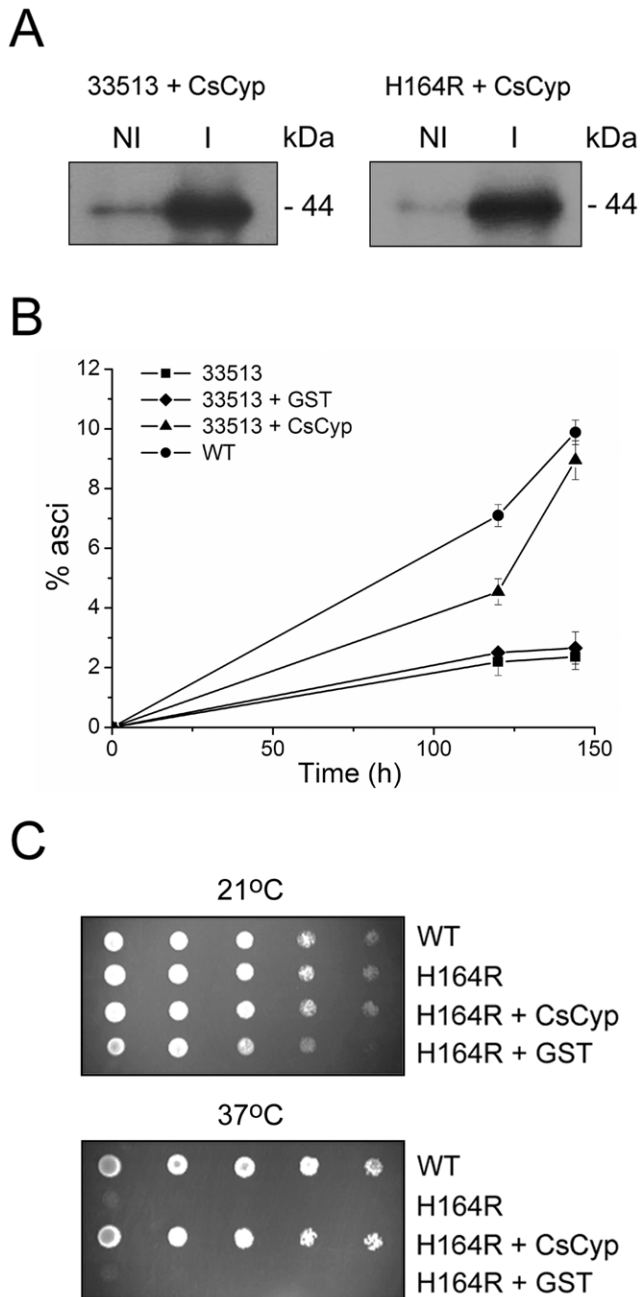 A
33513 + CsCyp
NI I kDa
- 44
H164R + CsCyp
NI I kDa
- 44
B
12
10
8
6
4
2
0
% asci
33513
33513 + GST
33513 + CsCyp
WT
0 50 100 150
Time (h)
C
21ºC
WT
H164R
H164R + CsCyp
H164R + GST
37ºC
WT
H164R
H164R + CsCyp
H164R + GST